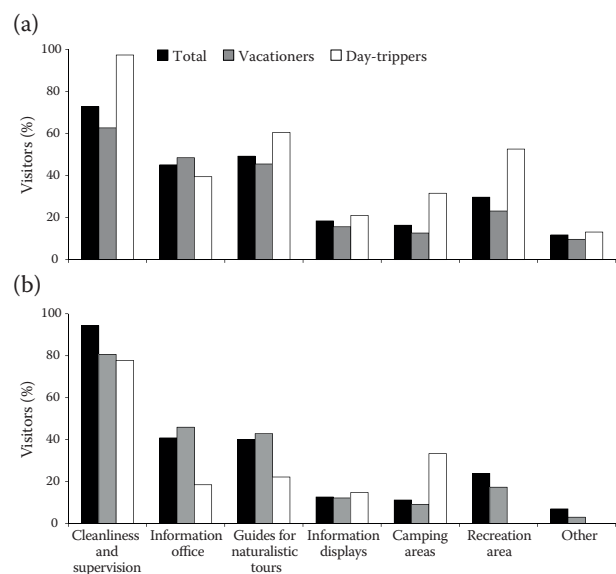 (a)
100
80
60
40
20
0
Visitors (%)
Total Vacationers Day-trippers
(b)
100
80
60
40
20
0
Visitors (%)
Cleanliness and supervision
Information office
Guides for naturalistic tours
Information displays
Camping areas
Recreation area
Other